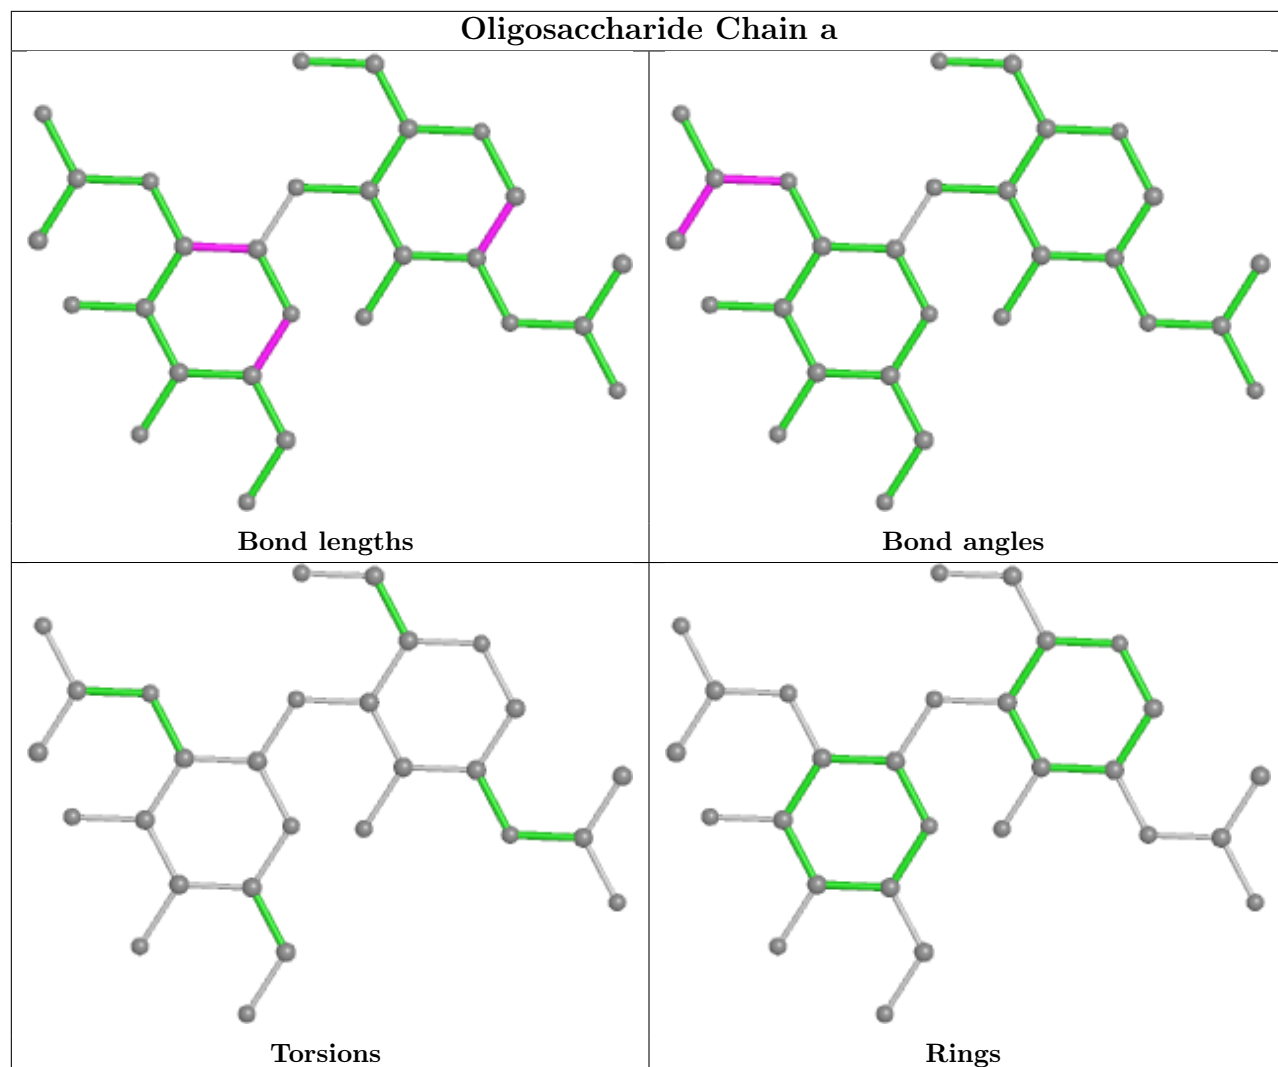 Oligosaccharide Chain a
Bond lengths
Bond angles
Torsions
Rings